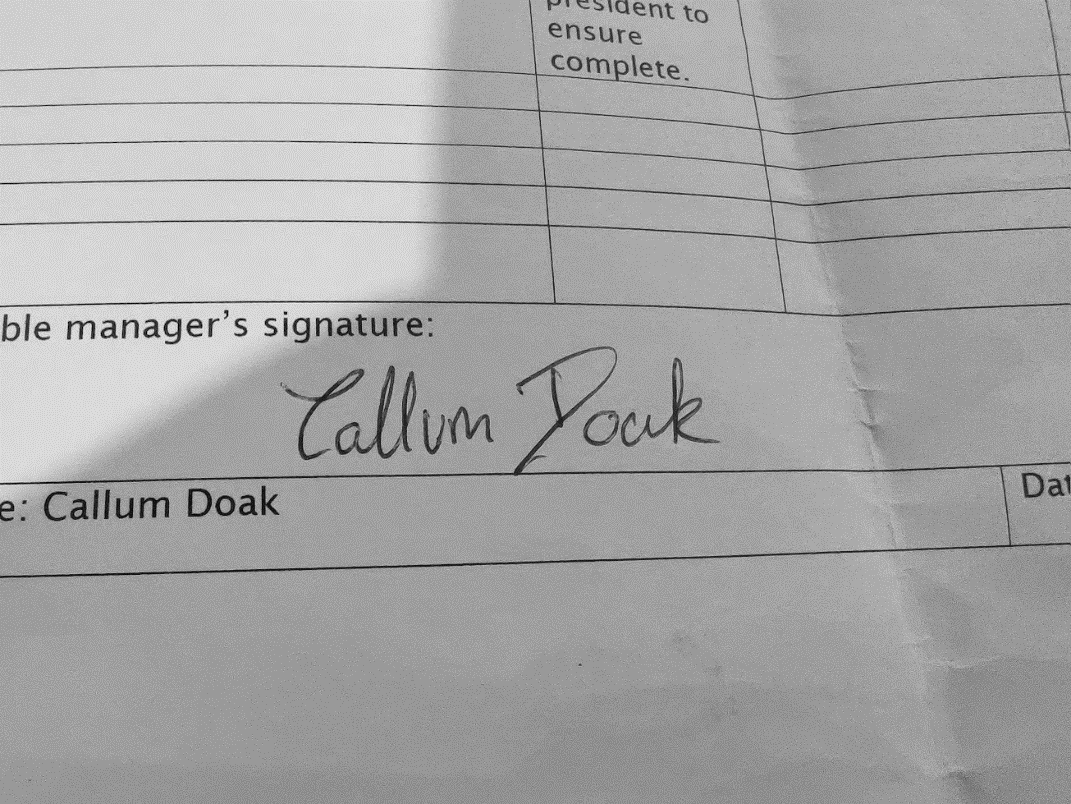 president to
ensure
complete.
ble manager's signature:
Callum Doak
e: Callum Doak
Dat